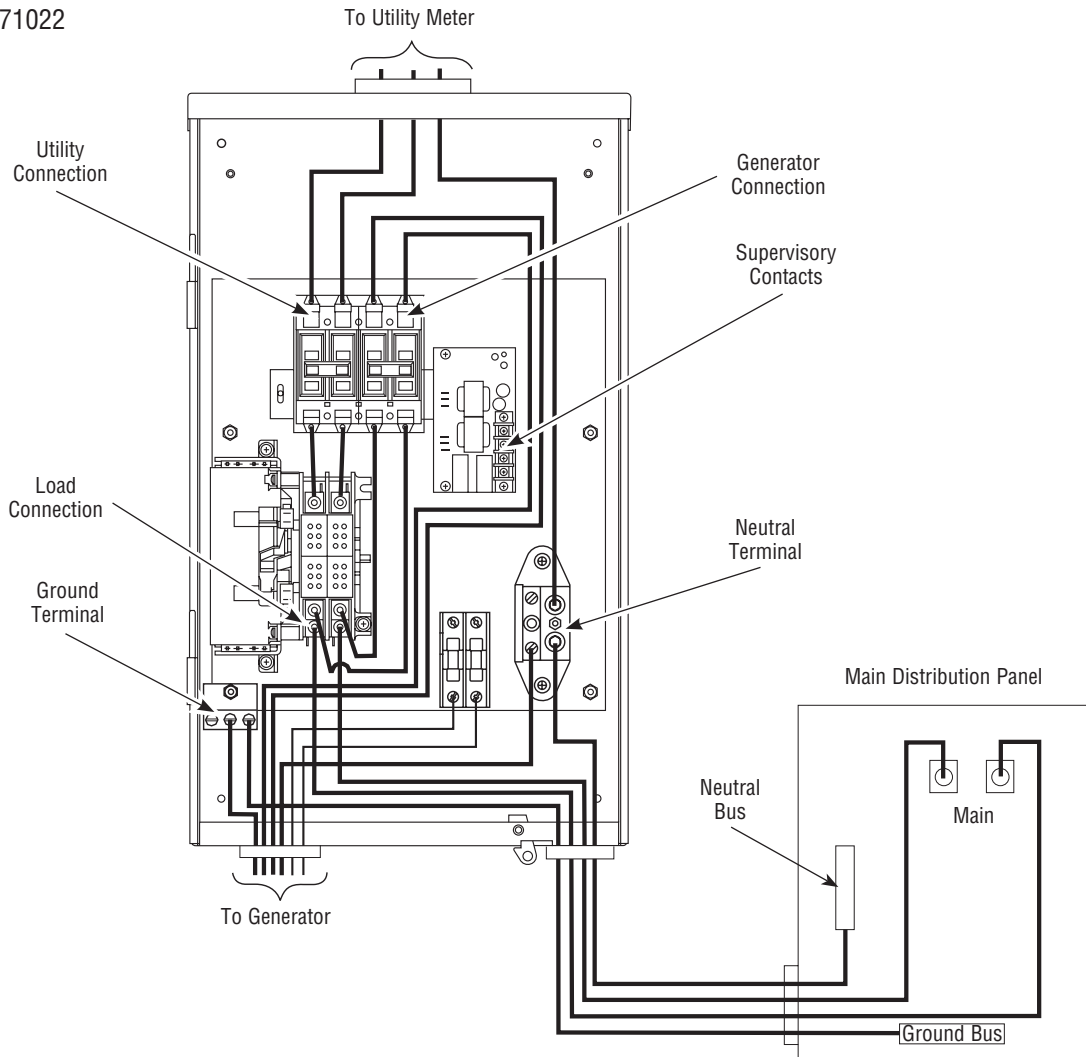 71022
To Utility Meter
Utility
Connection
Generator
Connection
Supervisory
Contacts
Load
Connection
Neutral
Terminal
Ground
Terminal
Main Distribution Panel
Neutral
Bus
Main
To Generator
Ground Bus